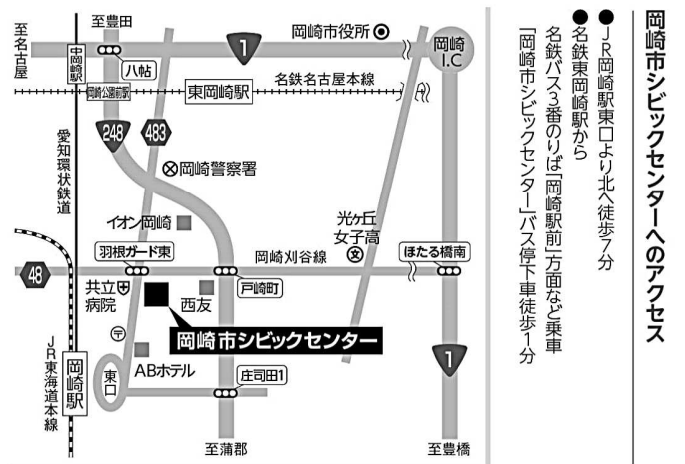 岡崎市シビックセンターへのアクセス
●JR岡崎駅東口より北へ徒歩7分
●名鉄東岡崎駅から
名鉄バス3番のりば「岡崎駅前」方面など乗車
「岡崎市シビックセンター」バス停下車徒歩1分
至豊田
岡崎市役所
至名古屋
中岡崎駅
1
岡崎I.C
八帖
名鉄名古屋本線
岡崎公園前駅
東岡崎駅
248
483
愛知環状鉄道
岡崎警察署
イオン岡崎
光ヶ丘
女子高
文
羽根ガード東
岡崎刈谷線
ほたる橋南
48
共立
病院
西友
戸崎町
岡崎市シビックセンター
〒
1
JR東海道本線
岡崎駅
東口
ABホテル
庄司田1
至蒲郡
至豊橋